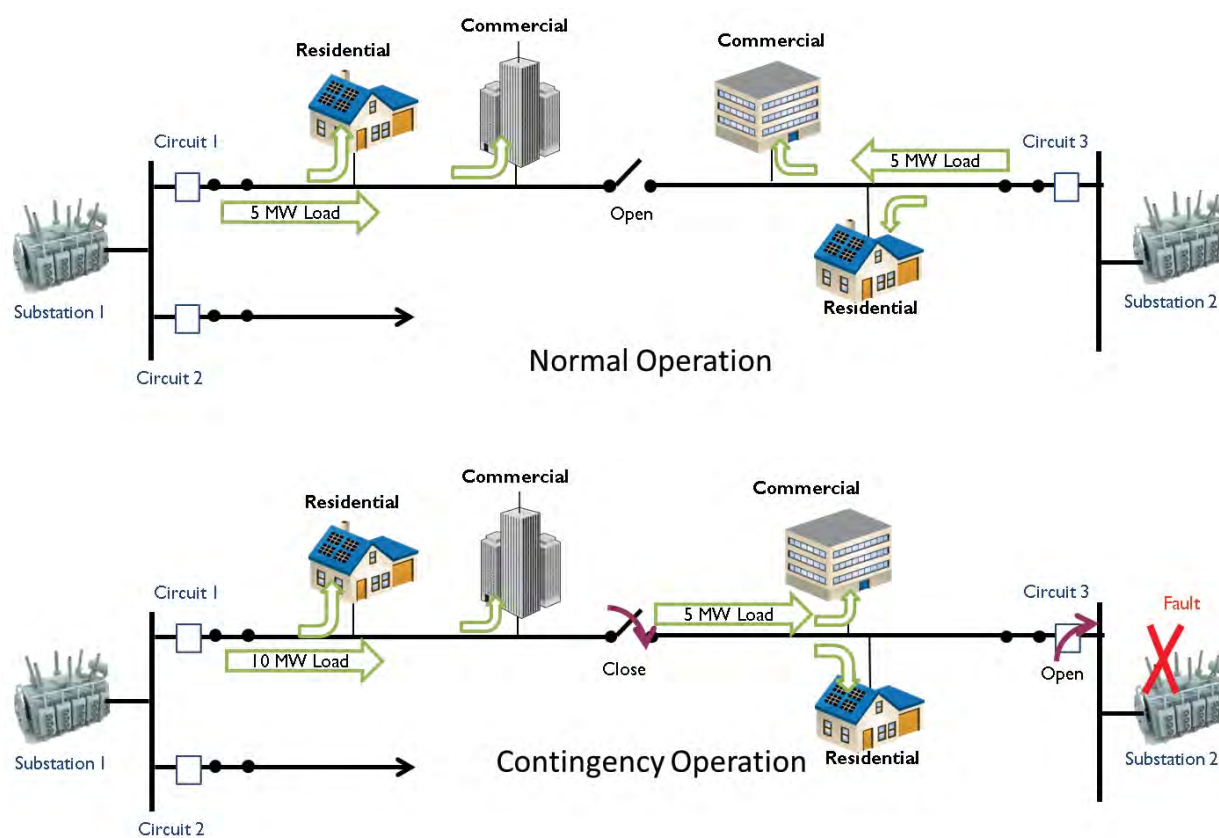 Commercial
Residential
Commercial
Circuit 1
Circuit 3
5 MW Load
5 MW Load
Open
Substation 1
Residential
Substation 2
Circuit 2
Normal Operation
Commercial
Residential
Commercial
Circuit 1
Circuit 3
Fault
5 MW Load
10 MW Load
Close
Open
Substation 1
Residential
Substation 2
Contingency Operation
Circuit 2